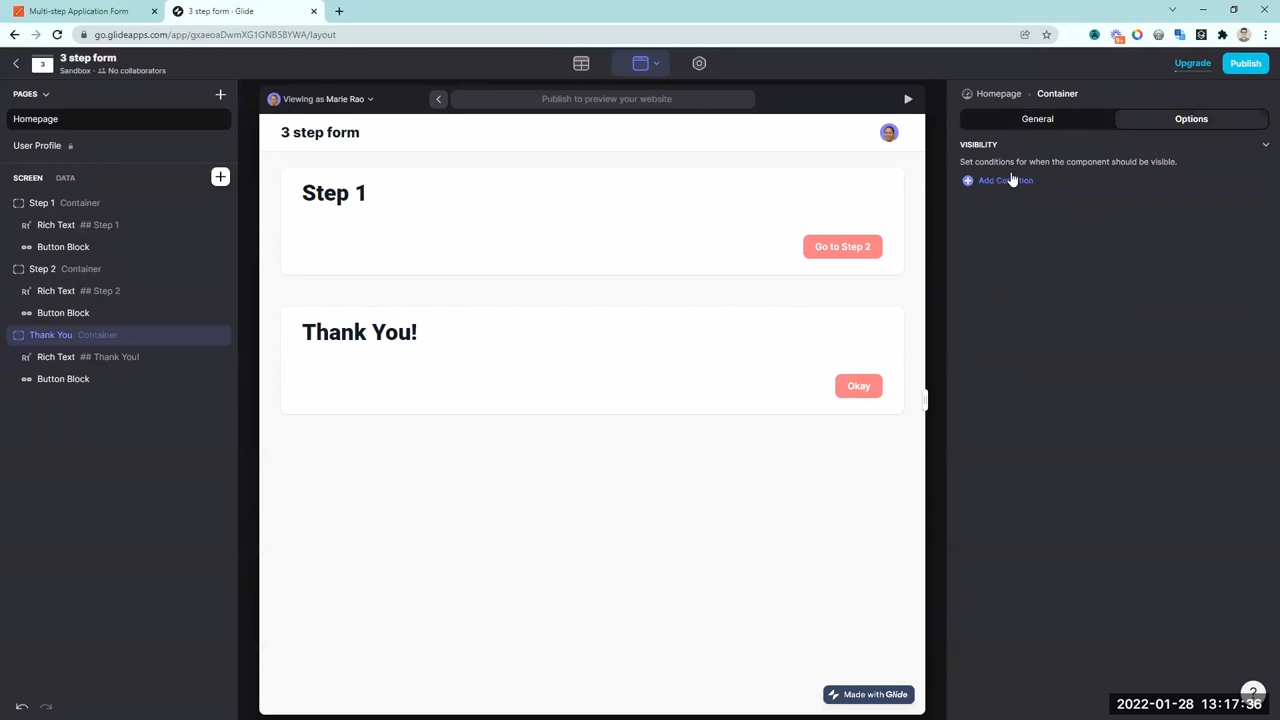 Multi-step Application Form
3 step form - Glide
go.glideapps.com/app/gxaeoaDwmXG1GNB58YWA/layout
9+
3
3 step form
Sandbox · No collaborators
Upgrade
Publish
PAGES
Homepage
User Profile
SCREEN DATA
Step 1 Container
Rich Text ## Step 1
Button Block
Step 2 Container
Rich Text ## Step 2
Button Block
Thank You Container
Rich Text ## Thank You!
Button Block
Viewing as Marie Rao
Publish to preview your website
3 step form
Step 1
Go to Step 2
Thank You!
Okay
Made with Glide
Homepage › Container
General
Options
VISIBILITY
Set conditions for when the component should be visible.
Add Condition
?
2022-01-28 13:17:36